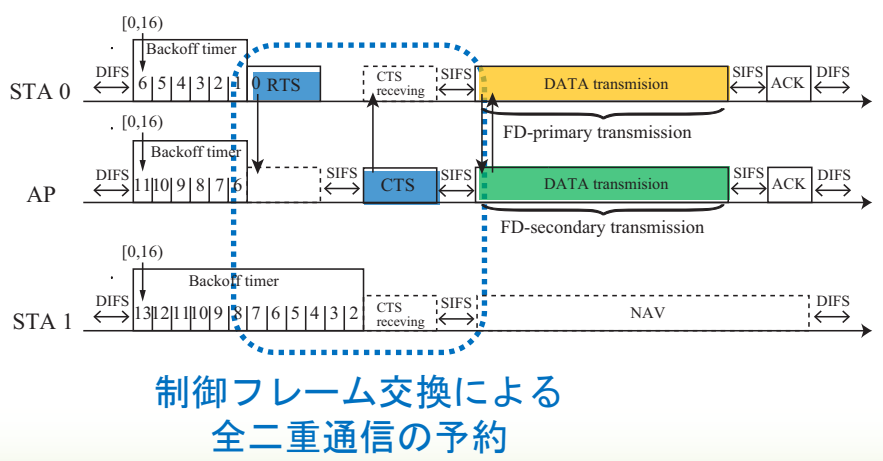 [0,16)
Backoff timer
DIFS
6 5 4 3 2 1 0
RTS
CTS
receving
SIFS
DATA transmision
SIFS
ACK
DIFS
STA 0
FD-primary transmission
[0,16)
Backoff timer
DIFS
11 10 9 8 7 6
SIFS
CTS
SIFS
DATA transmision
SIFS
ACK
DIFS
AP
FD-secondary transmission
[0,16)
Backoff timer
DIFS
13 12 11 10 9 8 7 6 5 4 3 2
CTS
receving
SIFS
NAV
DIFS
STA 1
制御フレーム交換による
全二重通信の予約